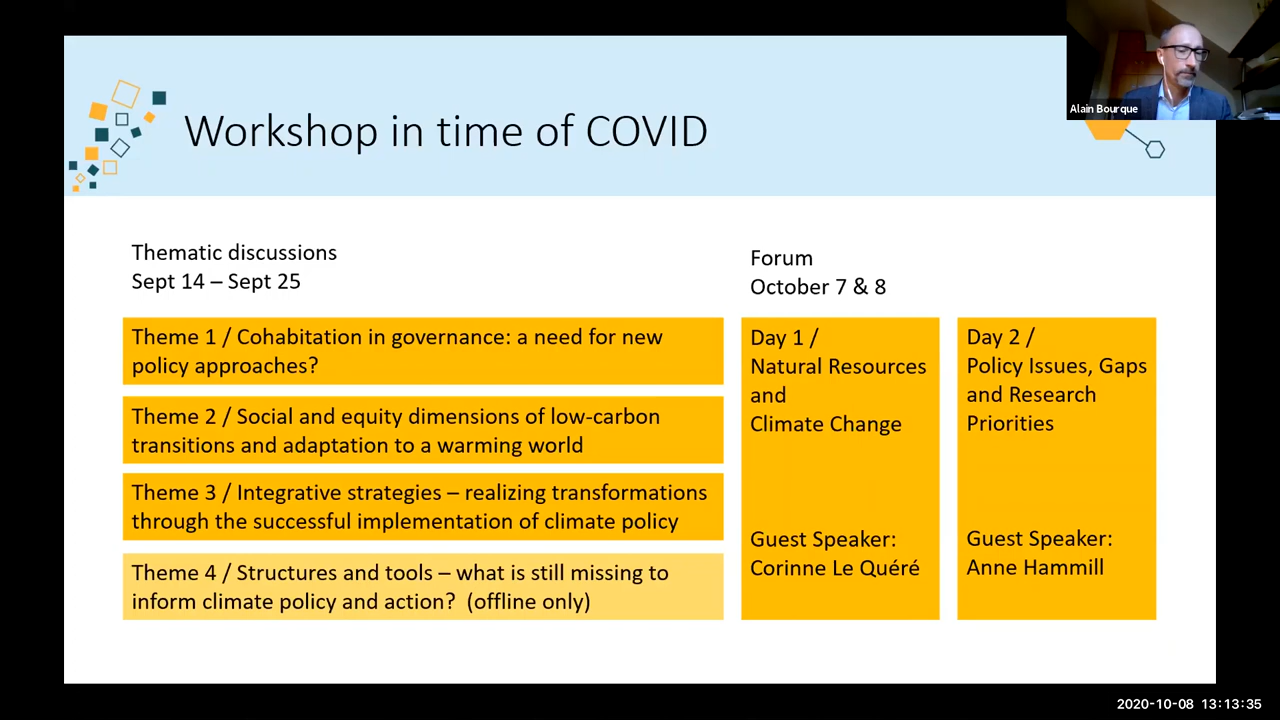 Alain Bourque
Workshop in time of COVID
Thematic discussions
Sept 14 – Sept 25
Theme 1 / Cohabitation in governance: a need for new
policy approaches?
Theme 2 / Social and equity dimensions of low-carbon
transitions and adaptation to a warming world
Theme 3 / Integrative strategies – realizing transformations
through the successful implementation of climate policy
Theme 4 / Structures and tools – what is still missing to
inform climate policy and action?  (offline only)
Forum
October 7 & 8
Day 1 /
Natural Resources
and
Climate Change
Guest Speaker:
Corinne Le Quéré
Day 2 /
Policy Issues, Gaps
and Research
Priorities
Guest Speaker:
Anne Hammill
2020-10-08 13:13:35